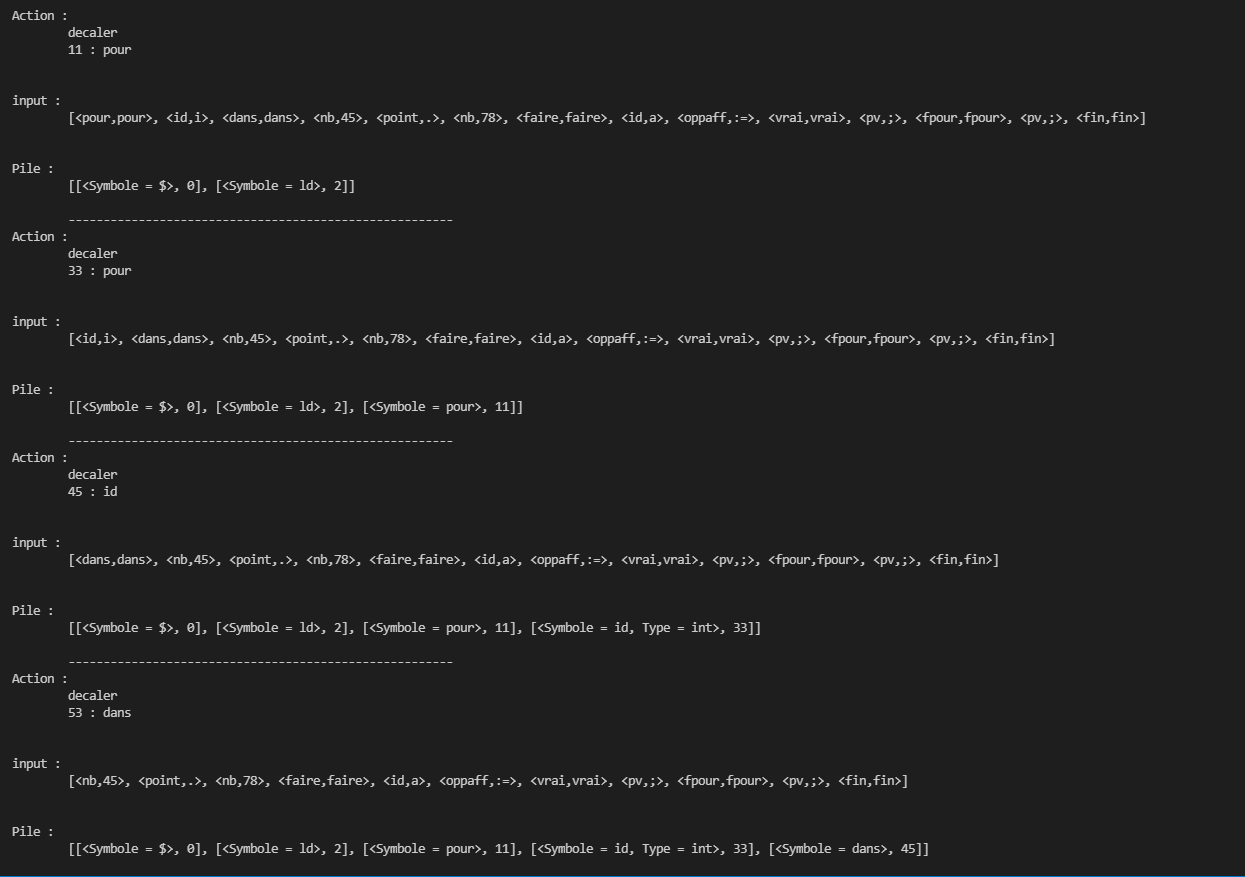 Action :
decaler
11 : pour
input :
[<pour,pour>, <id,i>, <dans,dans>, <nb,45>, <point,.>, <nb,78>, <faire,faire>, <id,a>, <oppaff,:=>, <vrai,vrai>, <pv,;>, <fpour,fpour>, <pv,;>, <fin,fin>]
Pile :
[[<Symbole = $>, 0], [<Symbole = ld>, 2]]
-------------------------------------------------------
Action :
decaler
33 : pour
input :
[<id,i>, <dans,dans>, <nb,45>, <point,.>, <nb,78>, <faire,faire>, <id,a>, <oppaff,:=>, <vrai,vrai>, <pv,;>, <fpour,fpour>, <pv,;>, <fin,fin>]
Pile :
[[<Symbole = $>, 0], [<Symbole = ld>, 2], [<Symbole = pour>, 11]]
-------------------------------------------------------
Action :
decaler
45 : id
input :
[<dans,dans>, <nb,45>, <point,.>, <nb,78>, <faire,faire>, <id,a>, <oppaff,:=>, <vrai,vrai>, <pv,;>, <fpour,fpour>, <pv,;>, <fin,fin>]
Pile :
[[<Symbole = $>, 0], [<Symbole = ld>, 2], [<Symbole = pour>, 11], [<Symbole = id, Type = int>, 33]]
-------------------------------------------------------
Action :
decaler
53 : dans
input :
[<nb,45>, <point,.>, <nb,78>, <faire,faire>, <id,a>, <oppaff,:=>, <vrai,vrai>, <pv,;>, <fpour,fpour>, <pv,;>, <fin,fin>]
Pile :
[[<Symbole = $>, 0], [<Symbole = ld>, 2], [<Symbole = pour>, 11], [<Symbole = id, Type = int>, 33], [<Symbole = dans>, 45]]